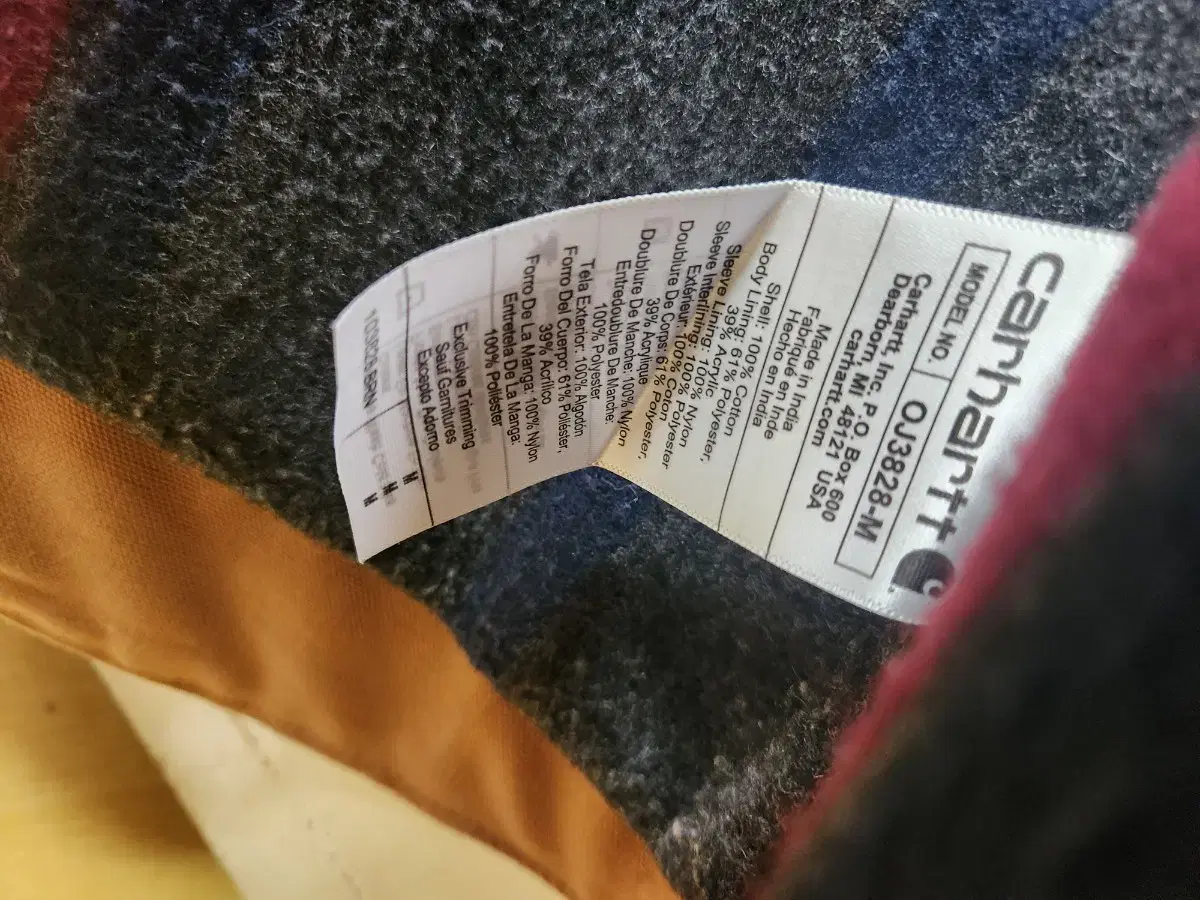 carhartt
MODEL NO. OJ3828-M
Carhartt, Inc. P.O. Box 600
Dearborn, MI 48121 USA
carhartt.com
Made in India
Fabriqué en Inde
Hecho en India
Shell: 100% Cotton
Body Lining: 61% Polyester,
39% Acrylic
Sleeve Lining: 100% Nylon
Sleeve Interlining: 100% Polyester
Extérieur: 100% Coton
Doublure De Corps: 61% Polyester,
39% Acrylique
Doublure De Manche: 100% Nylon
Entredoublure De Manche:
100% Polyester
Tela Exterior: 100% Algodón
Forro Del Cuerpo: 61% Poliéster,
39% Acrílico
Forro De La Manga: 100% Nylon
Entretela De La Manga:
100% Poliéster
Exclusive Trimming
Sauf Garnitures
Excepto Adorno
M
M
M